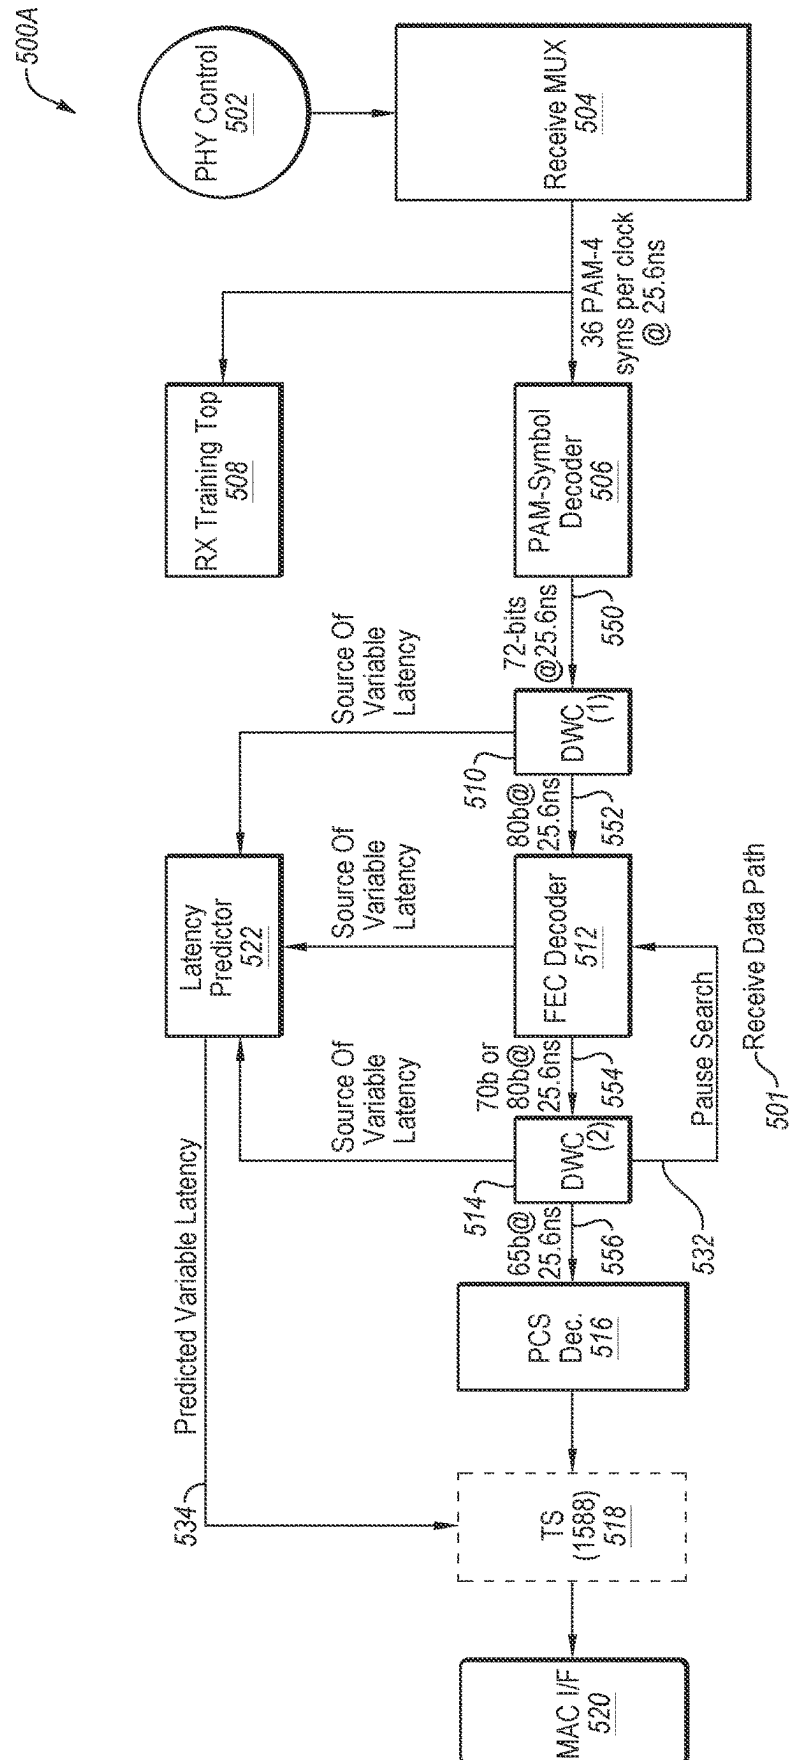 500A
PHY Control
502
Receive MUX
504
36 PAM-4
syms per clock
@ 25.6ns
RX Training Top
508
PAM-Symbol
Decoder
506
72-bits
@25.6ns
550
Source Of
Variable
Latency
DWC
(1)
510
80b@
25.6ns
552
Latency
Predictor
522
Source Of
Variable
Latency
FEC Decoder
512
70b or
80b@
25.6ns
554
Source Of
Variable
Latency
DWC
(2)
514
Pause Search
532
65b@
25.6ns
556
PCS
Dec.
516
Predicted Variable Latency
534
TS
(1588)
518
MAC I/F
520
501
Receive Data Path